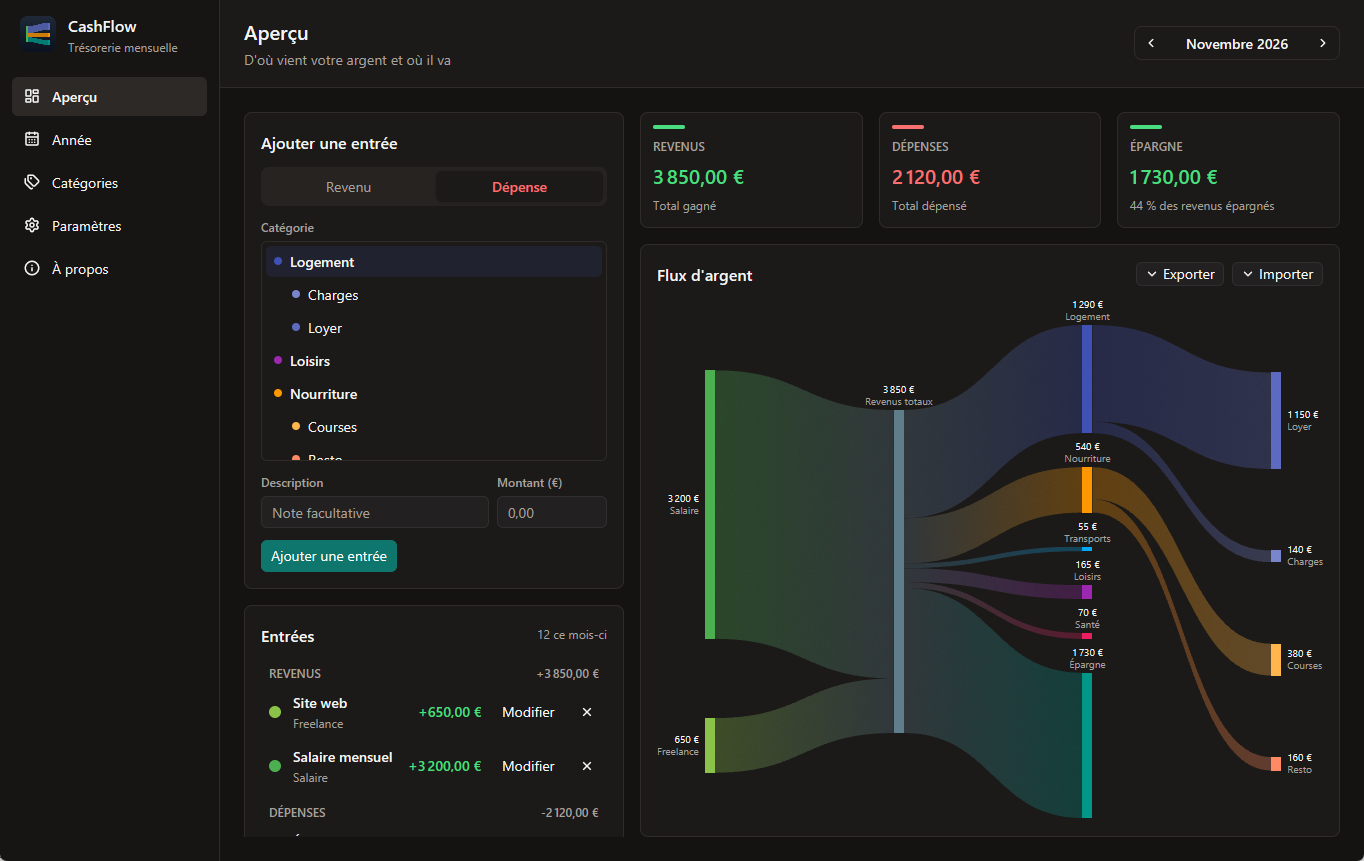 CashFlow
Trésorerie mensuelle
Aperçu
Année
Catégories
Paramètres
À propos
Aperçu
D'où vient votre argent et où il va
Novembre 2026
Ajouter une entrée
Revenu
Dépense
Catégorie
Logement
Charges
Loyer
Loisirs
Nourriture
Courses
Resto
Description
Montant (€)
Note facultative
0,00
Ajouter une entrée
Entrées
12 ce mois-ci
REVENUS
+3 850,00 €
Site web
Freelance
+650,00 €
Modifier
Salaire mensuel
Salaire
+3 200,00 €
Modifier
DÉPENSES
-2 120,00 €
REVENUS
3 850,00 €
Total gagné
DÉPENSES
2 120,00 €
Total dépensé
ÉPARGNE
1 730,00 €
44 % des revenus épargnés
Flux d'argent
Exporter
Importer
3 200 €
Salaire
650 €
Freelance
3 850 €
Revenus totaux
1 290 €
Logement
540 €
Nourriture
55 €
Transports
165 €
Loisirs
70 €
Santé
1 730 €
Épargne
1 150 €
Loyer
140 €
Charges
380 €
Courses
160 €
Resto